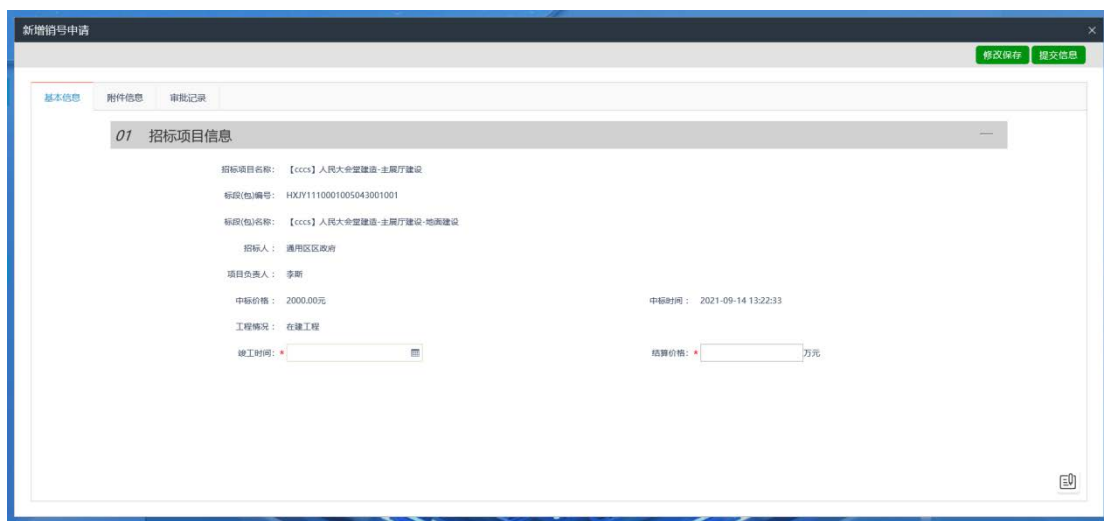 新增销号申请
修改保存 提交信息
基本信息 附件信息 审批记录
01 招标项目信息
招标项目名称: 【cccs】人民大会堂建造-主展厅建设
标段(包)编号: HXJY1110001005043001001
标段(包)名称: 【cccs】人民大会堂建造-主展厅建设-地面建设
招标人: 通用区区政府
项目负责人: 李斯
中标价格: 2000.00元 中标时间: 2021-09-14 13:22:33
工程情况: 在建工程
竣工时间: * 结算价格: * 万元